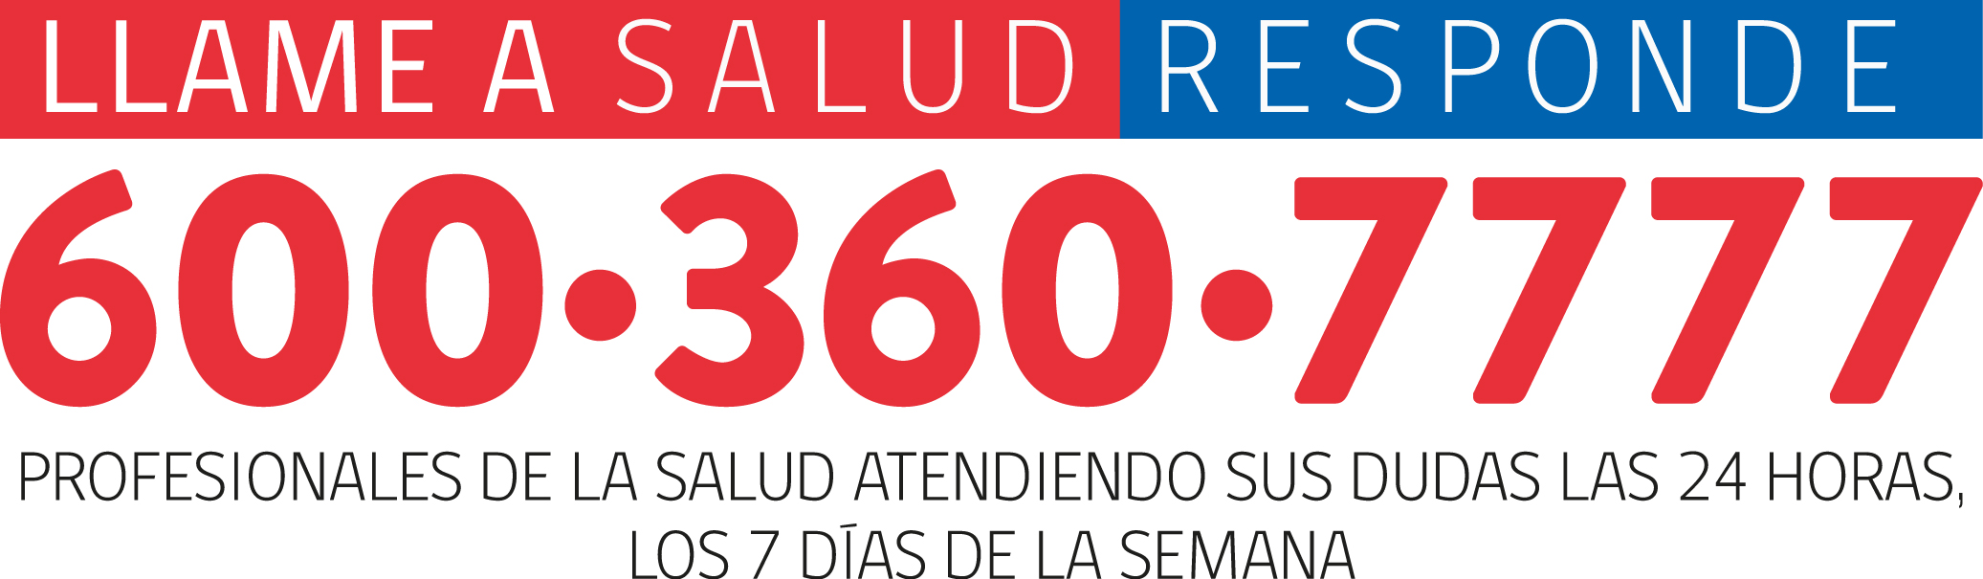 LLAME A SALUD RESPONDE
600•360•7777
PROFESIONALES DE LA SALUD ATENDIENDO SUS DUDAS LAS 24 HORAS,
LOS 7 DÍAS DE LA SEMANA